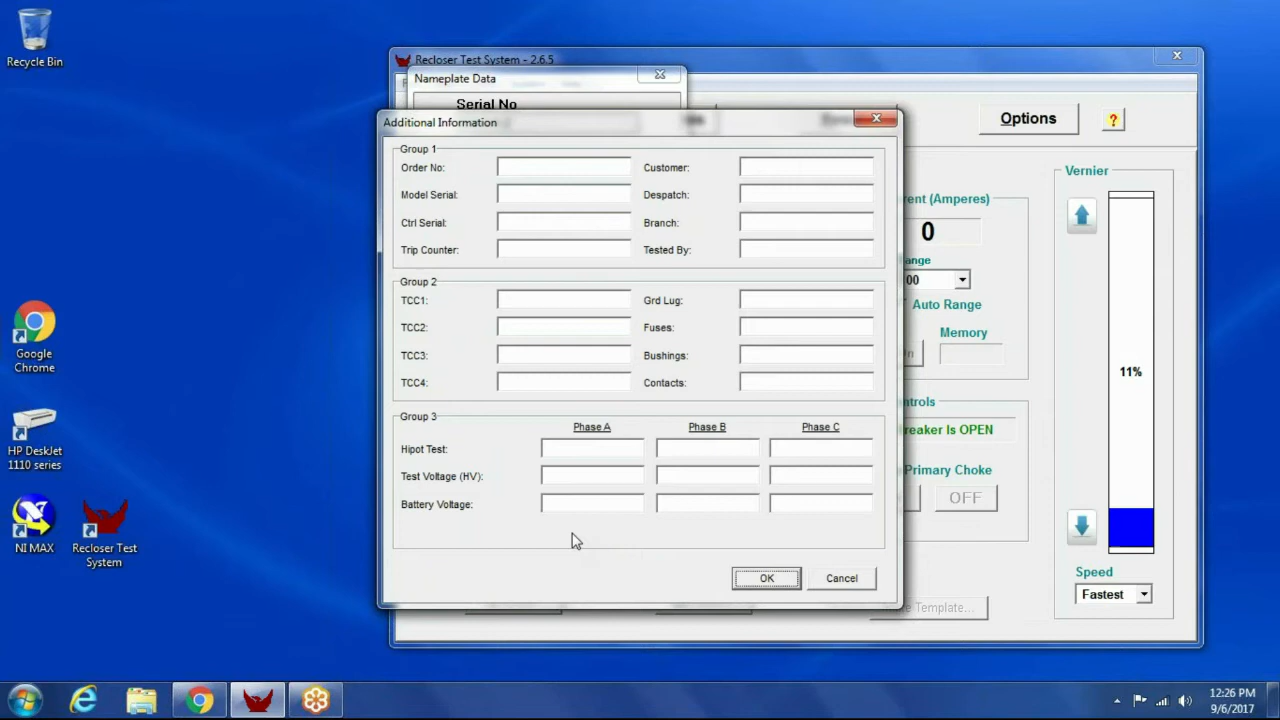 Recycle Bin
Google
Chrome
HP DeskJet
1110 series
NI MAX
Recloser Test
System
Recloser Test System - 2.6.5
Nameplate Data
Serial No
Options
?
Additional Information
Group 1
Order No:
Customer:
Model Serial:
Despatch:
Ctrl Serial:
Branch:
Trip Counter:
Tested By:
Group 2
TCC1:
Grd Lug:
TCC2:
Fuses:
TCC3:
Bushings:
TCC4:
Contacts:
Group 3
Phase A
Phase B
Phase C
Hipot Test:
Test Voltage (HV):
Battery Voltage:
OK
Cancel
rent (Amperes)
0
ange
00
Auto Range
Memory
ntrols
reaker Is OPEN
Primary Choke
OFF
Template...
Vernier
11%
Speed
Fastest
12:26 PM
9/6/2017